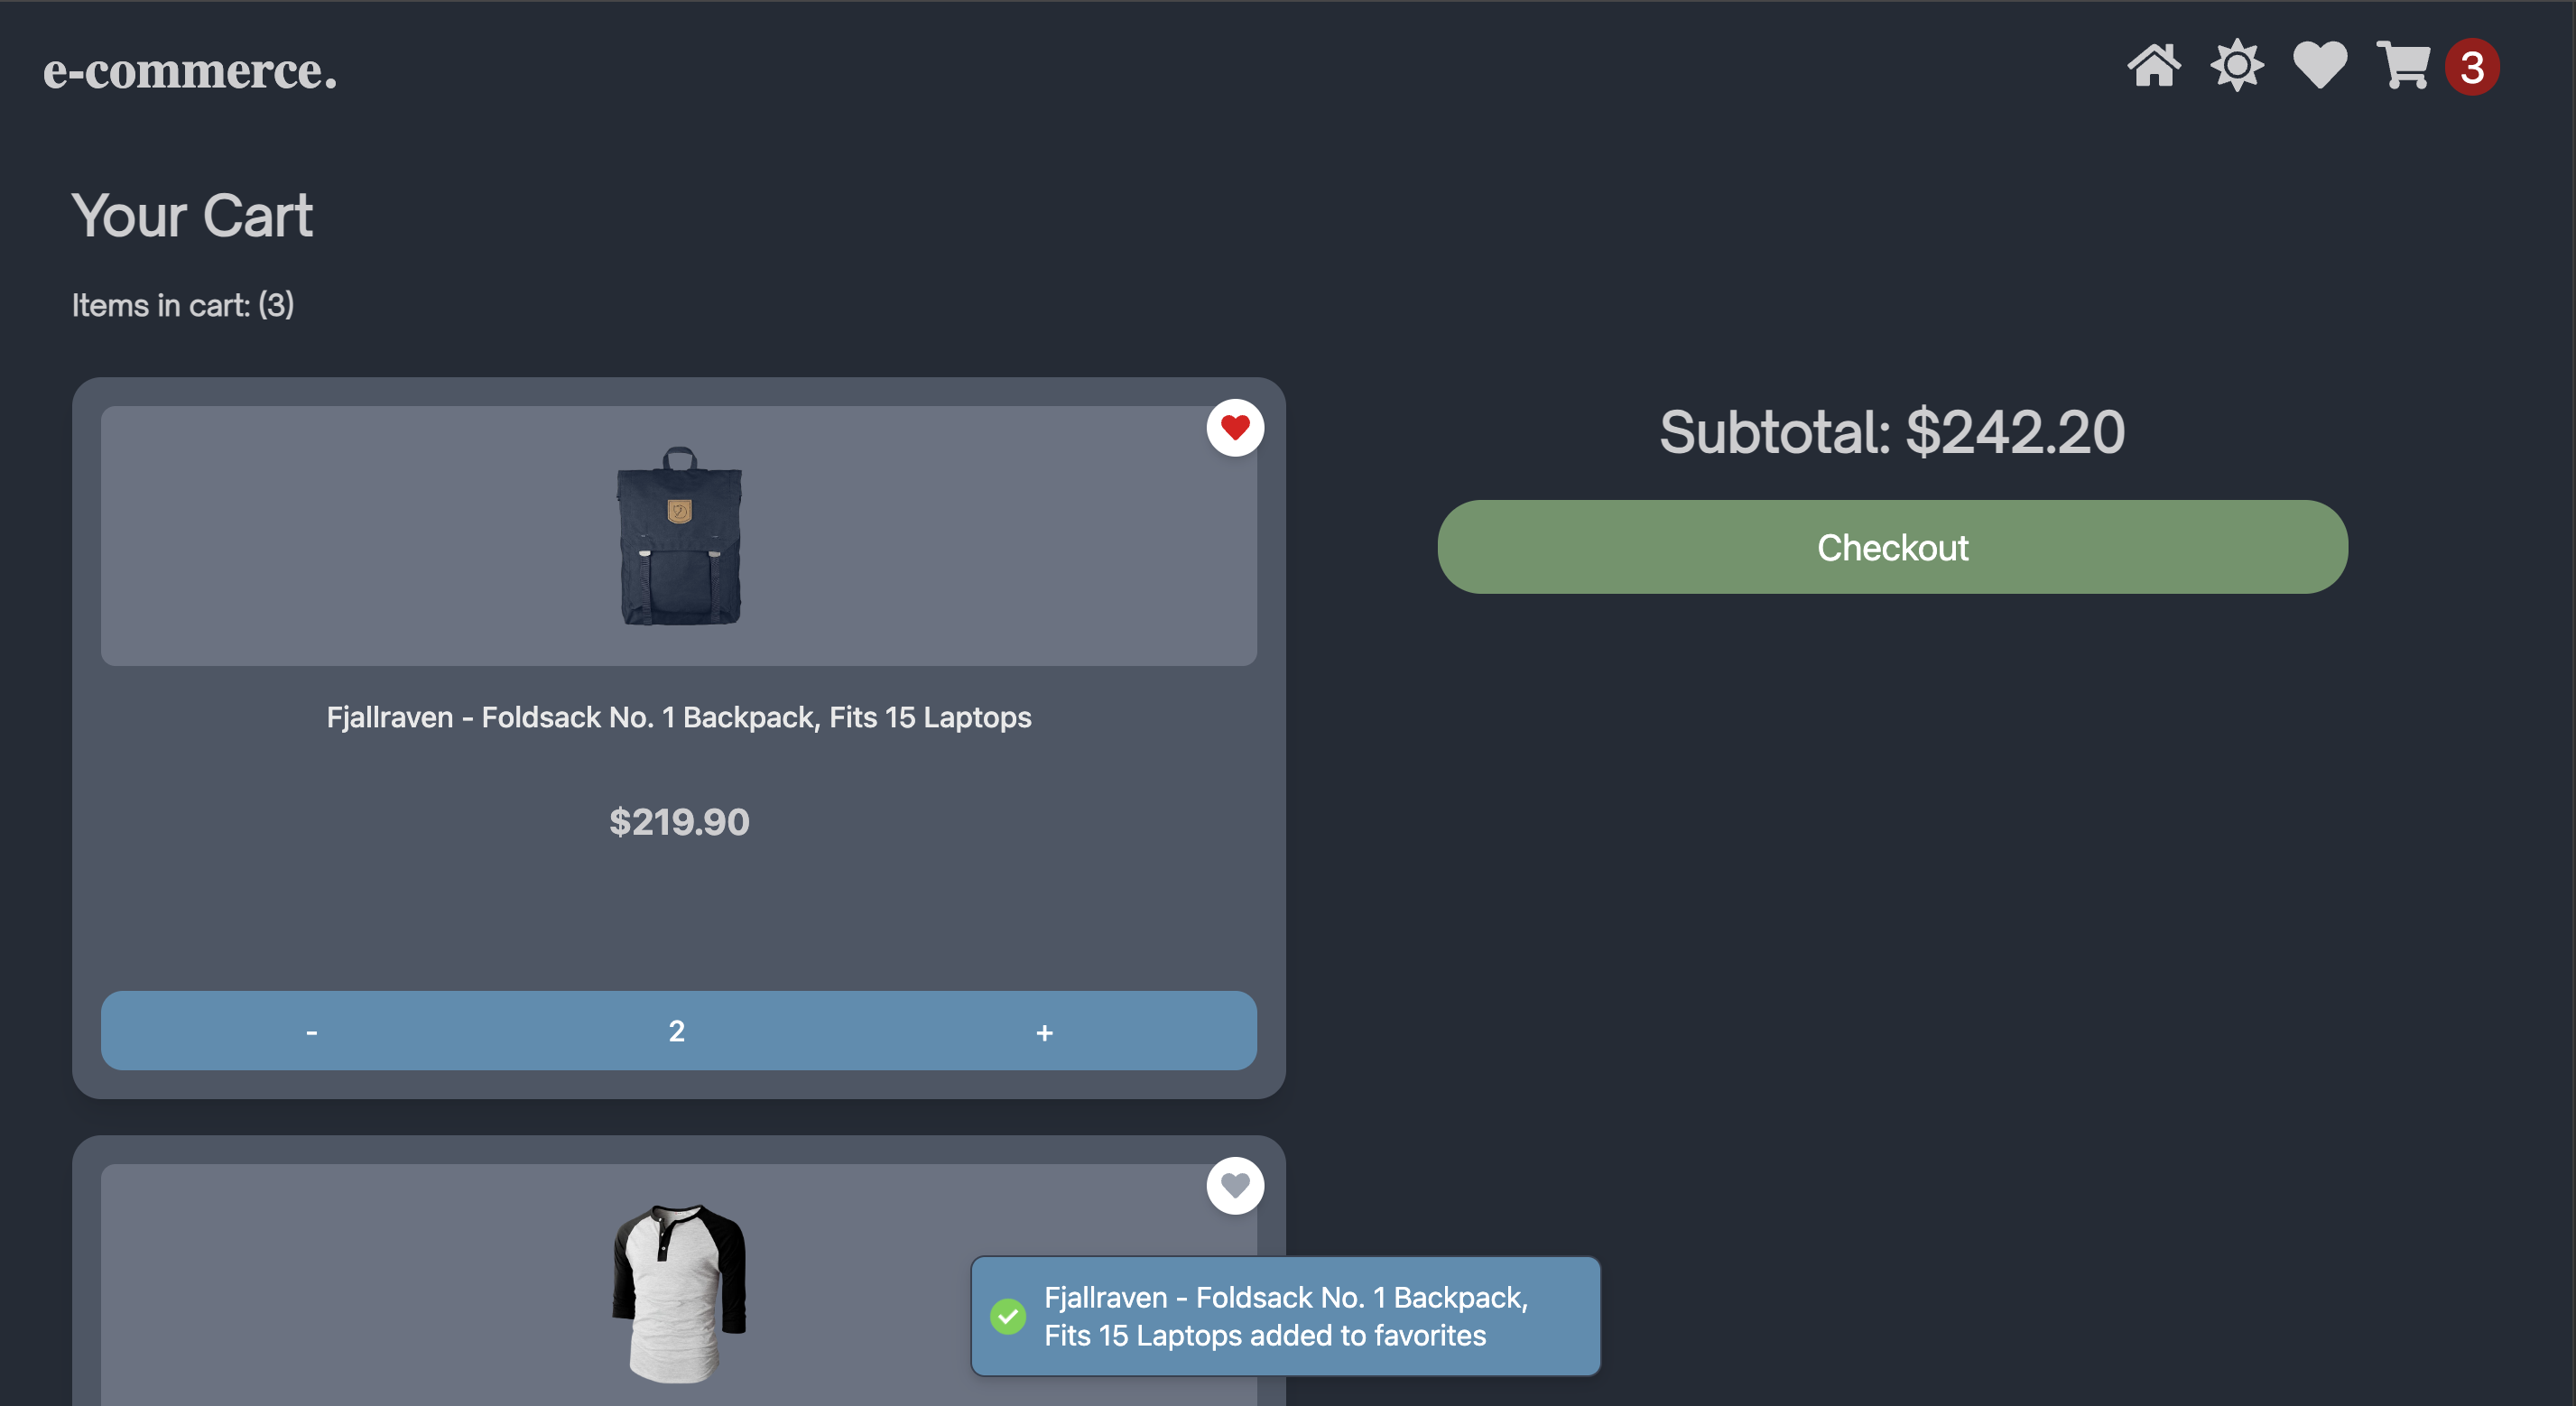 e-commerce.
3
Your Cart
Items in cart: (3)
Subtotal: $242.20
Checkout
Fjallraven - Foldsack No. 1 Backpack, Fits 15 Laptops
$219.90
- 2 +
Fjallraven - Foldsack No. 1 Backpack,
Fits 15 Laptops added to favorites